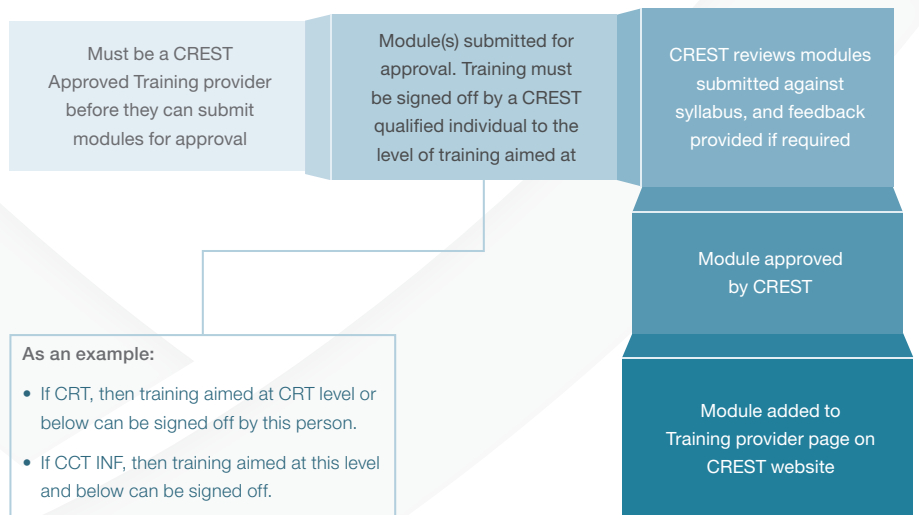 Must be a CREST
Approved Training provider
before they can submit
modules for approval
Module(s) submitted for
approval. Training must
be signed off by a CREST
qualified individual to the
level of training aimed at
CREST reviews modules
submitted against
syllabus, and feedback
provided if required
Module approved
by CREST
Module added to
Training provider page on
CREST website
As an example:
• If CRT, then training aimed at CRT level or
below can be signed off by this person.
• If CCT INF, then training aimed at this level
and below can be signed off.